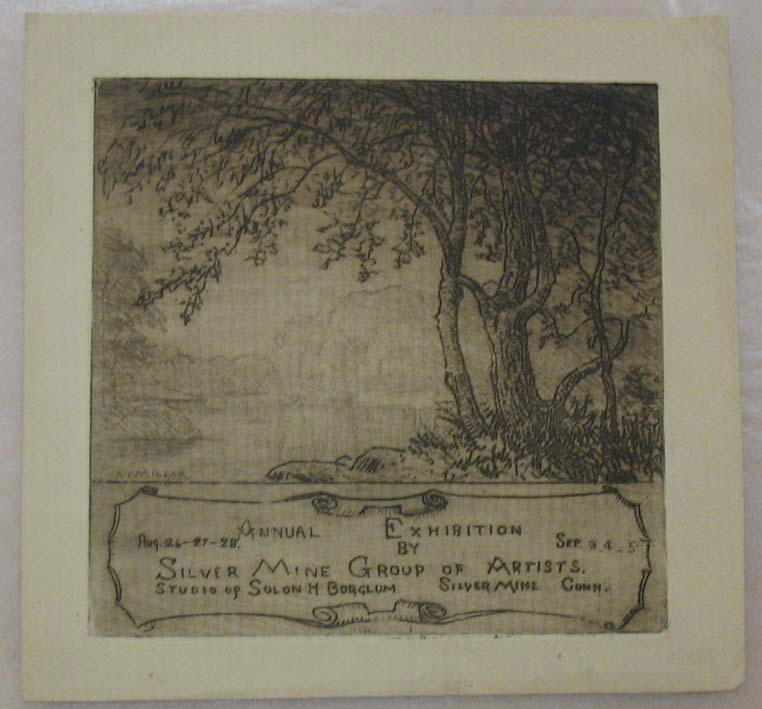 A.T. MILLAR
ANNUAL EXHIBITION
Aug. 26-27-28. BY SEP. 3.4-5-
SILVER MINE GROUP OF ARTISTS.
STUDIO OF SOLON H BORGLUM SILVER MINE CONN.